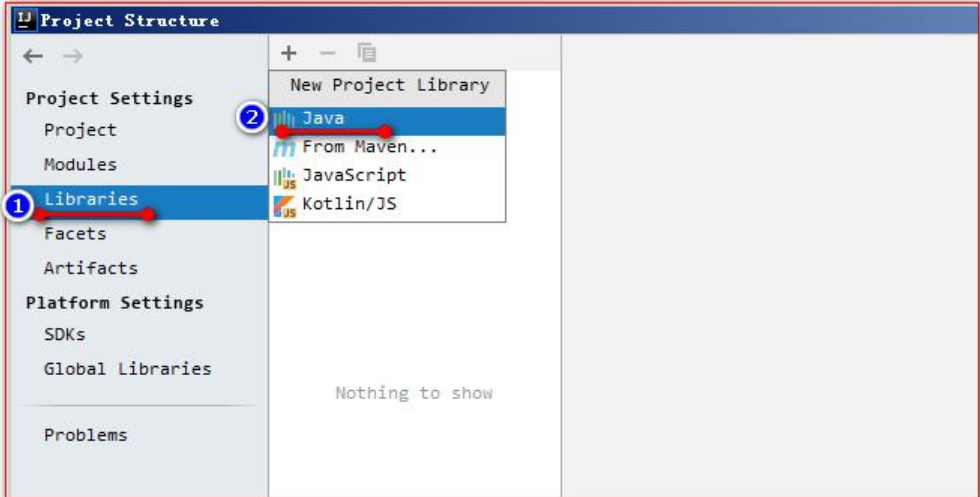 Project Structure
Project Settings
Project
Modules
1
Libraries
Facets
Artifacts
Platform Settings
SDKs
Global Libraries
Problems
New Project Library
2
Java
From Maven...
JavaScript
Kotlin/JS
Nothing to show